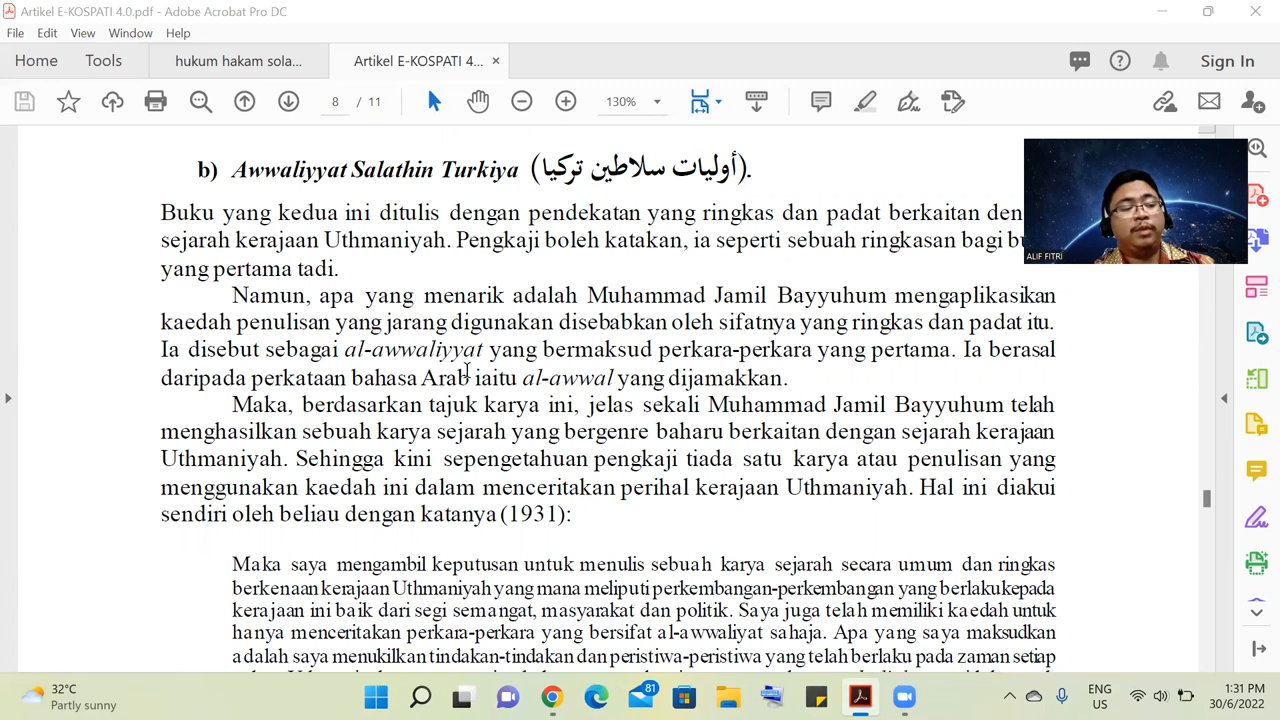 Artikel E-KOSPATI 4.0.pdf - Adobe Acrobat Pro DC
File Edit View Window Help
Home Tools hukum hakam sola... Artikel E-KOSPATI 4... × Sign In
8 / 11 130%
b) Awwaliyyat Salathin Turkiya (أوليات سلاطين تركيا).
Buku yang kedua ini ditulis dengan pendekatan yang ringkas dan padat berkaitan den
sejarah kerajaan Uthmaniyah. Pengkaji boleh katakan, ia seperti sebuah ringkasan bagi bu
yang pertama tadi.
ALIF FITRI
Namun, apa yang menarik adalah Muhammad Jamil Bayyuhum mengaplikasikan
kaedah penulisan yang jarang digunakan disebabkan oleh sifatnya yang ringkas dan padat itu.
Ia disebut sebagai al-awwaliyyat yang bermaksud perkara-perkara yang pertama. Ia berasal
daripada perkataan bahasa Arab iaitu al-awwal yang dijamakkan.
Maka, berdasarkan tajuk karya ini, jelas sekali Muhammad Jamil Bayyuhum telah
menghasilkan sebuah karya sejarah yang bergenre baharu berkaitan dengan sejarah kerajaan
Uthmaniyah. Sehingga kini sepengetahuan pengkaji tiada satu karya atau penulisan yang
menggunakan kaedah ini dalam menceritakan perihal kerajaan Uthmaniyah. Hal ini diakui
sendiri oleh beliau dengan katanya (1931):
Maka saya mengambil keputusan untuk menulis sebuah karya sejarah secara umum dan ringkas
berkenaan kerajaan Uthmaniyah yang mana meliputi perkembangan-perkembangan yang berlaku kepada
kerajaan ini baik dari segi semangat, masyarakat dan politik. Saya juga telah memiliki kaedah untuk
hanya menceritakan perkara-perkara yang bersifat al-awwaliyat sahaja. Apa yang saya maksudkan
adalah saya menukilkan tindakan-tindakan dan peristiwa-peristiwa yang telah berlaku pada zaman setiap
32°C
Partly sunny
81
ENG
US
1:31 PM
30/6/2022